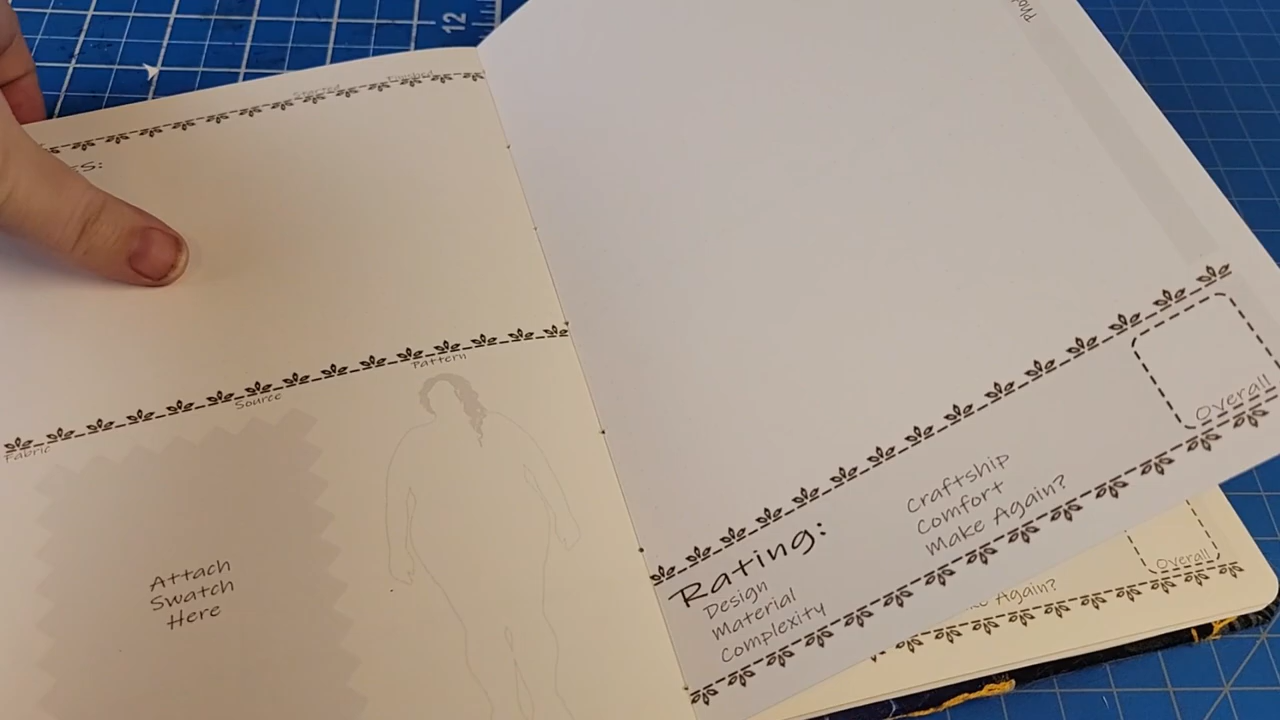 12
Started
Finished
Pattern
Source
Fabric
Attach
Swatch
Here
Rating:
Design
Material
Complexity
Craftship
Comfort
Make Again?
Overall
Again?
Overall